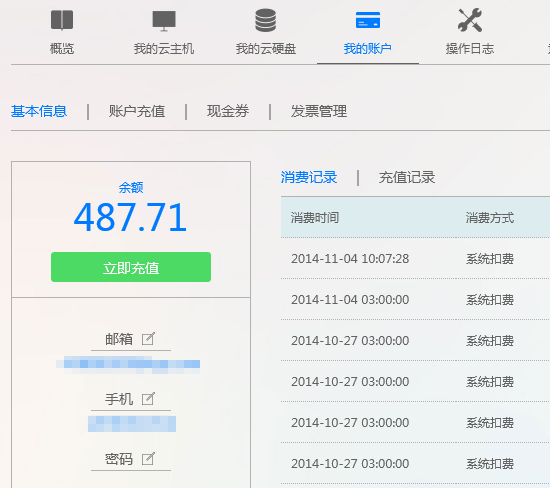 概览 我的云主机 我的云硬盘 我的账户 操作日志
基本信息 | 账户充值 | 现金券 | 发票管理
余额
487.71
立即充值
邮箱
手机
密码
消费记录 | 充值记录
消费时间 消费方式
2014-11-04 10:07:28 系统扣费
2014-11-04 03:00:00 系统扣费
2014-10-27 03:00:00 系统扣费
2014-10-27 03:00:00 系统扣费
2014-10-27 03:00:00 系统扣费
2014-10-27 03:00:00 系统扣费